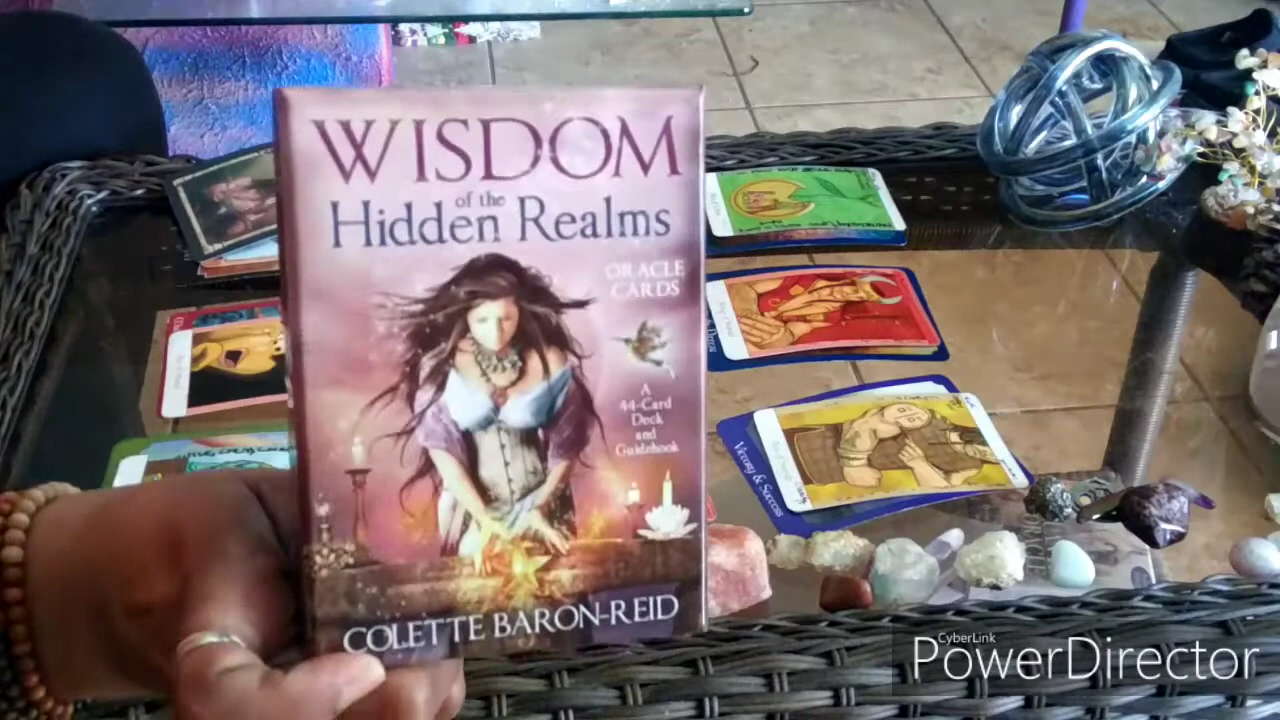 WISDOM
of the
Hidden Realms
ORACLE
CARDS
A
44-Card
Deck
and
Guidebook
COLETTE BARON-REID
Victory & Success
CyberLink
PowerDirector